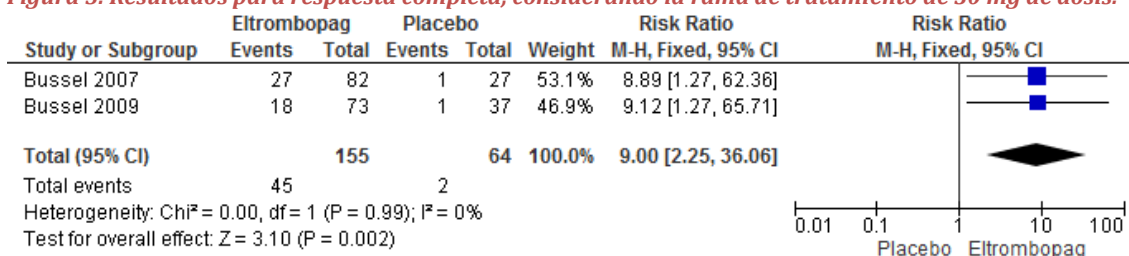 Figura 3. Resultados para respuesta completa, considerando la rama de tratamiento de 50 mg de dosis.
Eltrombopag Placebo Risk Ratio Risk Ratio
Study or Subgroup Events Total Events Total Weight M-H, Fixed, 95% CI M-H, Fixed, 95% CI
Bussel 2007 27 82 1 27 53.1% 8.89 [1.27, 62.36]
Bussel 2009 18 73 1 37 46.9% 9.12 [1.27, 65.71]
Total (95% CI) 155 64 100.0% 9.00 [2.25, 36.06]
Total events 45 2
Heterogeneity: Chi² = 0.00, df = 1 (P = 0.99); I² = 0%
Test for overall effect: Z = 3.10 (P = 0.002)
0.01 0.1 1 10 100
Placebo Eltrombopag